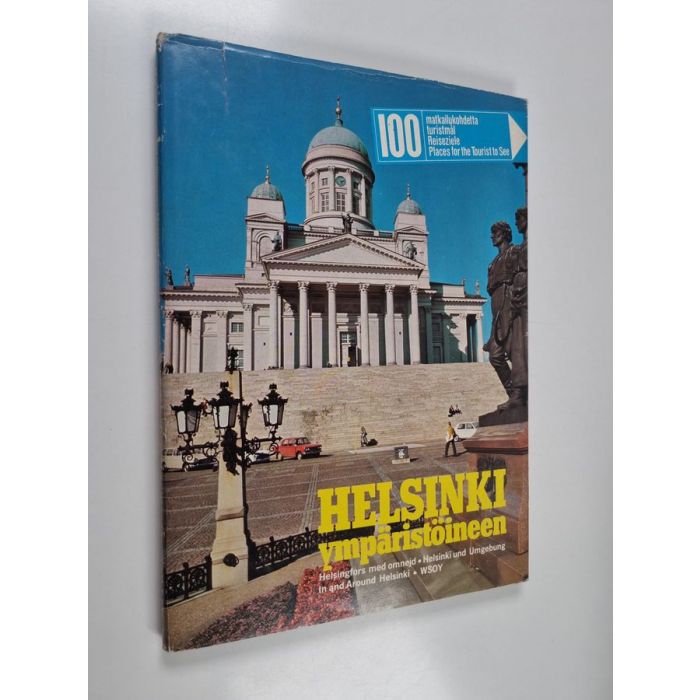 100
matkailukohdetta
turistmål
Reiseziele
Places for the Tourist to See
HELSINKI
ympäristöineen
Helsingfors med omnejd • Helsinki und Umgebung
In and Around Helsinki • WSOY